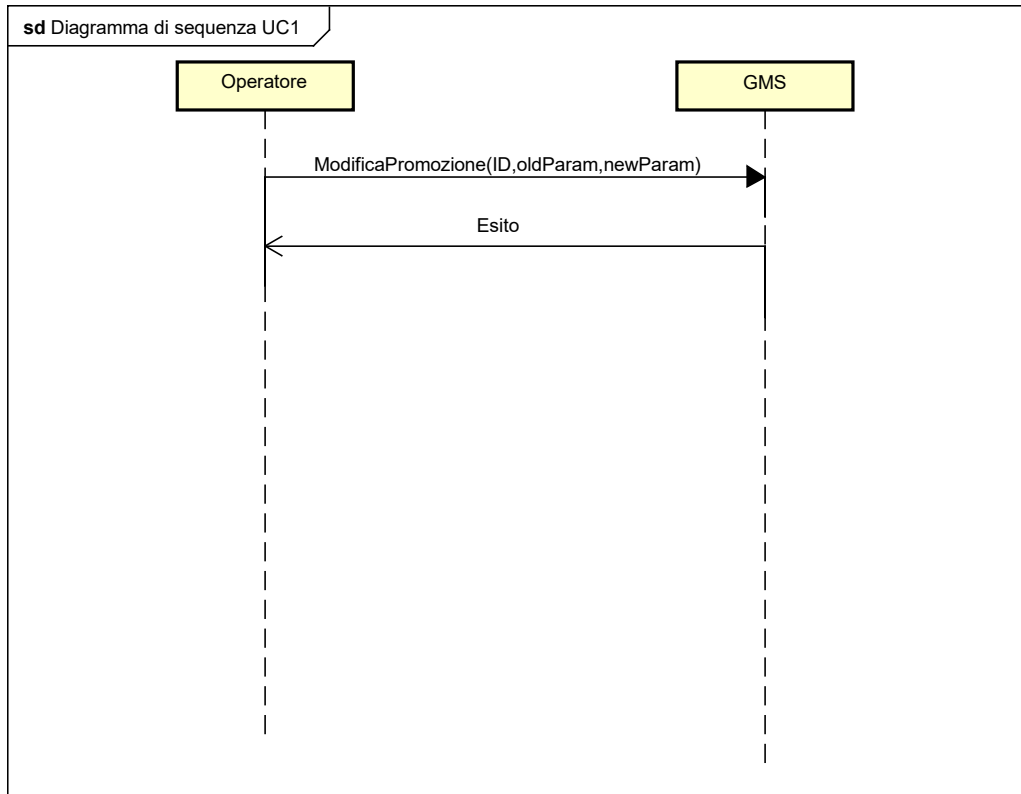 sd Diagramma di sequenza UC1
Operatore
GMS
ModificaPromozione(ID,oldParam,newParam)
Esito